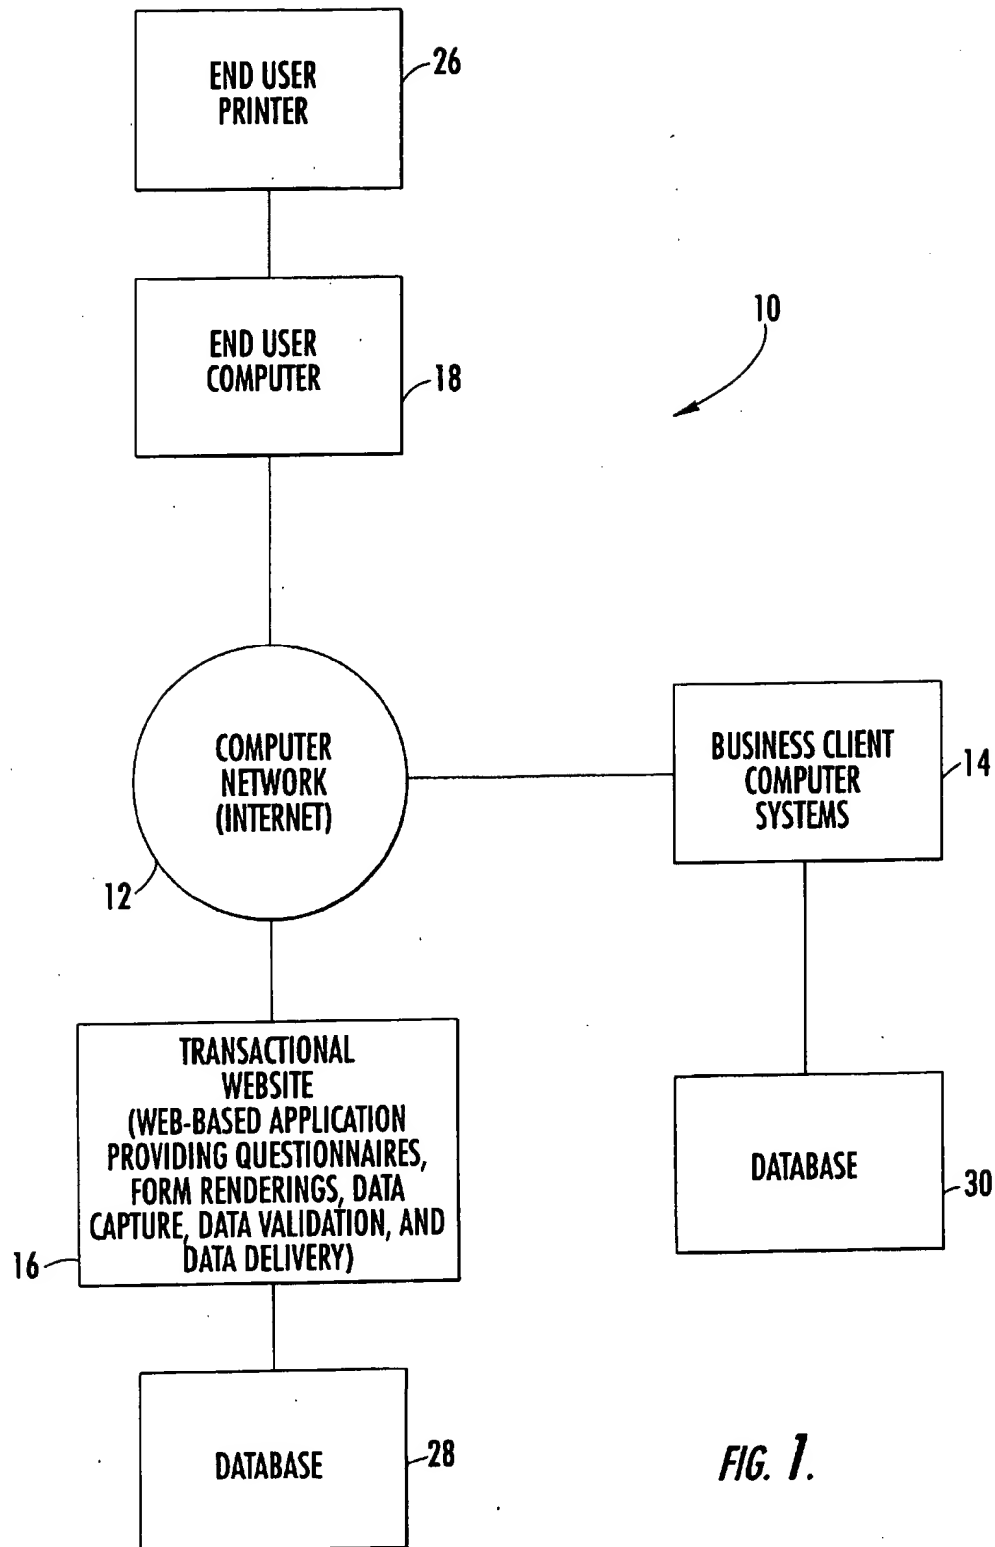 END USER
PRINTER
26
END USER
COMPUTER
18
10
COMPUTER
NETWORK
(INTERNET)
12
BUSINESS CLIENT
COMPUTER
SYSTEMS
14
TRANSACTIONAL
WEBSITE
(WEB-BASED APPLICATION
PROVIDING QUESTIONNAIRES,
FORM RENDERINGS, DATA
CAPTURE, DATA VALIDATION, AND
DATA DELIVERY)
16
DATABASE
30
DATABASE
28
FIG. 1.